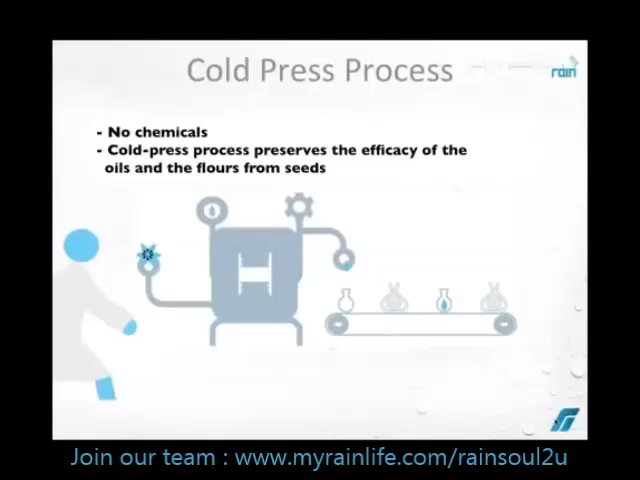 Cold Press Process
rain
- No chemicals
- Cold-press process preserves the efficacy of the
oils and the flours from seeds
Join our team : www.myrainlife.com/rainsoul2u